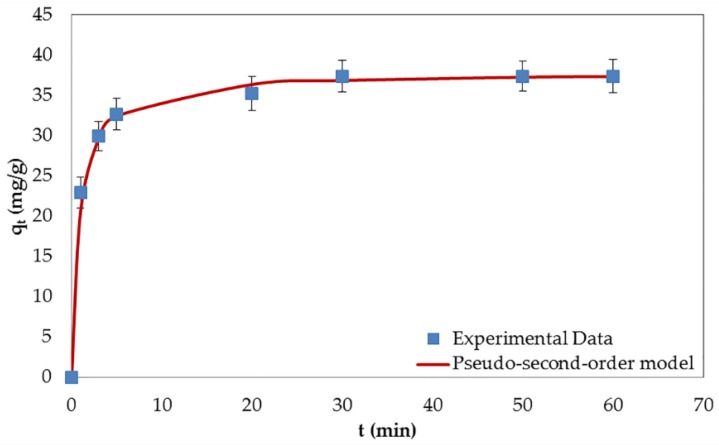 45
40
35
30
25
20
15
10
5
0
qt (mg/g)
Experimental Data
Pseudo-second-order model
0 10 20 30 40 50 60 70
t (min)